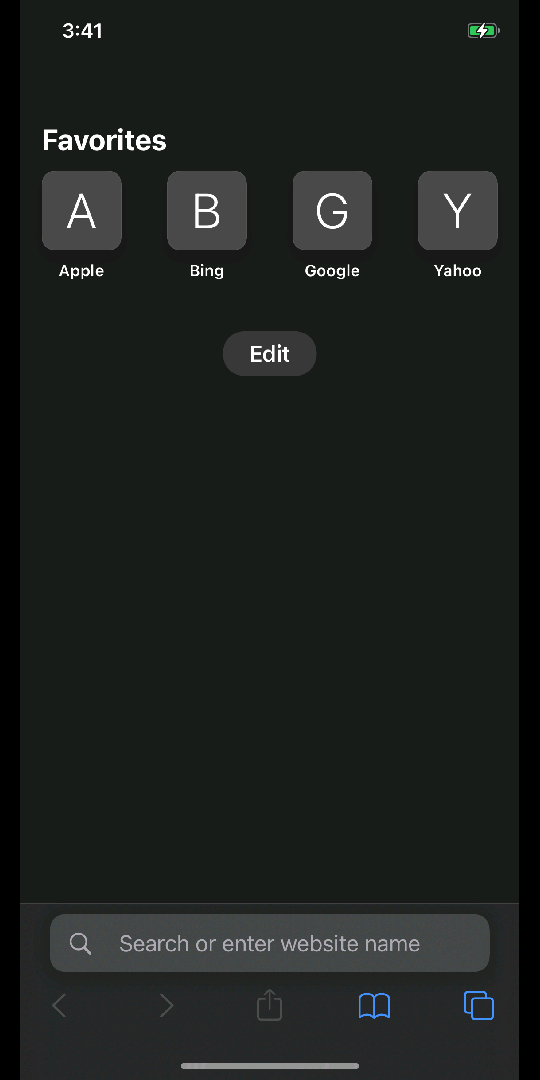 3:41
Favorites
A B G Y
Apple Bing Google Yahoo
Edit
Search or enter website name